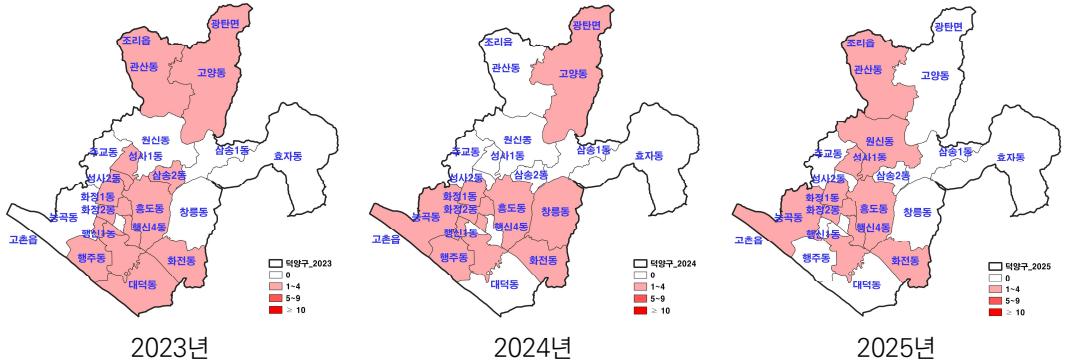 광탄면
조리읍
관산동
고양동
원신동
주교동
성사1동
삼송1동
효자동
성사2동
삼송2동
화정1동
화정2동
흥도동
창릉동
능곡동
행신1동
행신4동
고촌읍
행주동
화전동
대덕동
덕양구_2023
0
1~4
5~9
≥ 10
2023년
광탄면
조리읍
관산동
고양동
원신동
주교동
성사1동
삼송1동
효자동
성사2동
삼송2동
화정1동
화정2동
흥도동
창릉동
능곡동
행신1동
행신4동
고촌읍
행주동
화전동
대덕동
덕양구_2024
0
1~4
5~9
≥ 10
2024년
광탄면
조리읍
관산동
고양동
원신동
주교동
성사1동
삼송1동
효자동
성사2동
삼송2동
화정1동
화정2동
흥도동
창릉동
능곡동
행신1동
행신4동
고촌읍
행주동
화전동
대덕동
덕양구_2025
0
1~4
5~9
≥ 10
2025년